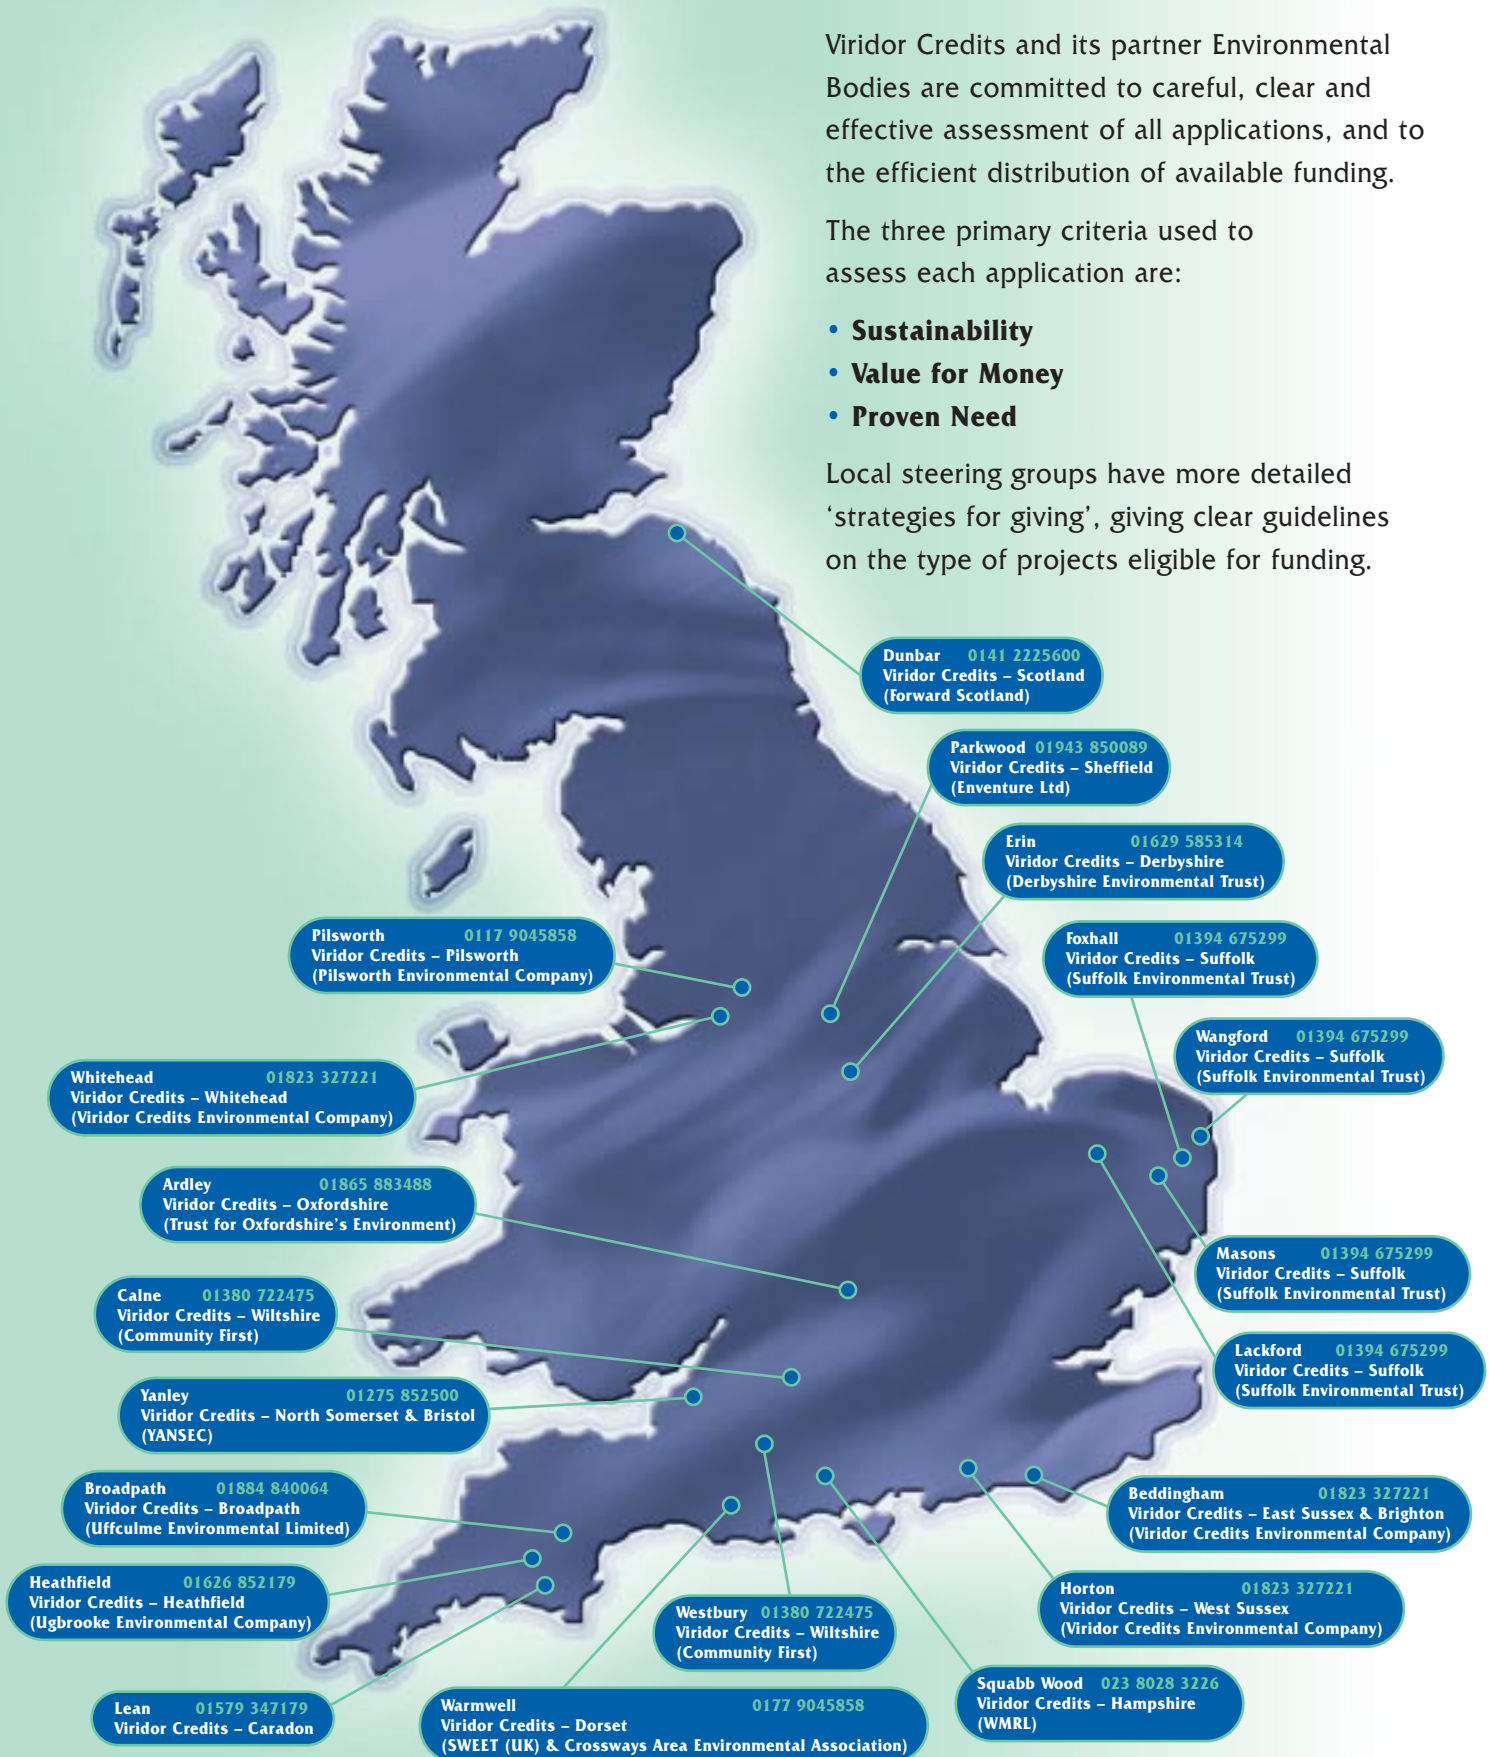 Viridor Credits and its partner Environmental
Bodies are committed to careful, clear and
effective assessment of all applications, and to
the efficient distribution of available funding.
The three primary criteria used to
assess each application are:
• Sustainability
• Value for Money
• Proven Need
Local steering groups have more detailed
‘strategies for giving’, giving clear guidelines
on the type of projects eligible for funding.
Dunbar 0141 2225600
Viridor Credits – Scotland
(Forward Scotland)
Parkwood 01943 850089
Viridor Credits – Sheffield
(Enventure Ltd)
Erin 01629 585314
Viridor Credits – Derbyshire
(Derbyshire Environmental Trust)
Pilsworth 0117 9045858
Viridor Credits – Pilsworth
(Pilsworth Environmental Company)
Foxhall 01394 675299
Viridor Credits – Suffolk
(Suffolk Environmental Trust)
Wangford 01394 675299
Viridor Credits – Suffolk
(Suffolk Environmental Trust)
Whitehead 01823 327221
Viridor Credits – Whitehead
(Viridor Credits Environmental Company)
Ardley 01865 883488
Viridor Credits – Oxfordshire
(Trust for Oxfordshire's Environment)
Masons 01394 675299
Viridor Credits – Suffolk
(Suffolk Environmental Trust)
Calne 01380 722475
Viridor Credits – Wiltshire
(Community First)
Lackford 01394 675299
Viridor Credits – Suffolk
(Suffolk Environmental Trust)
Yanley 01275 852500
Viridor Credits – North Somerset & Bristol
(YANSEC)
Broadpath 01884 840064
Viridor Credits – Broadpath
(Uffculme Environmental Limited)
Beddingham 01823 327221
Viridor Credits – East Sussex & Brighton
(Viridor Credits Environmental Company)
Heathfield 01626 852179
Viridor Credits – Heathfield
(Ugbrooke Environmental Company)
Horton 01823 327221
Viridor Credits – West Sussex
(Viridor Credits Environmental Company)
Westbury 01380 722475
Viridor Credits – Wiltshire
(Community First)
Squabb Wood 023 8028 3226
Viridor Credits – Hampshire
(WMRL)
Lean 01579 347179
Viridor Credits – Caradon
Warmwell 0177 9045858
Viridor Credits – Dorset
(SWEET (UK) & Crossways Area Environmental Association)